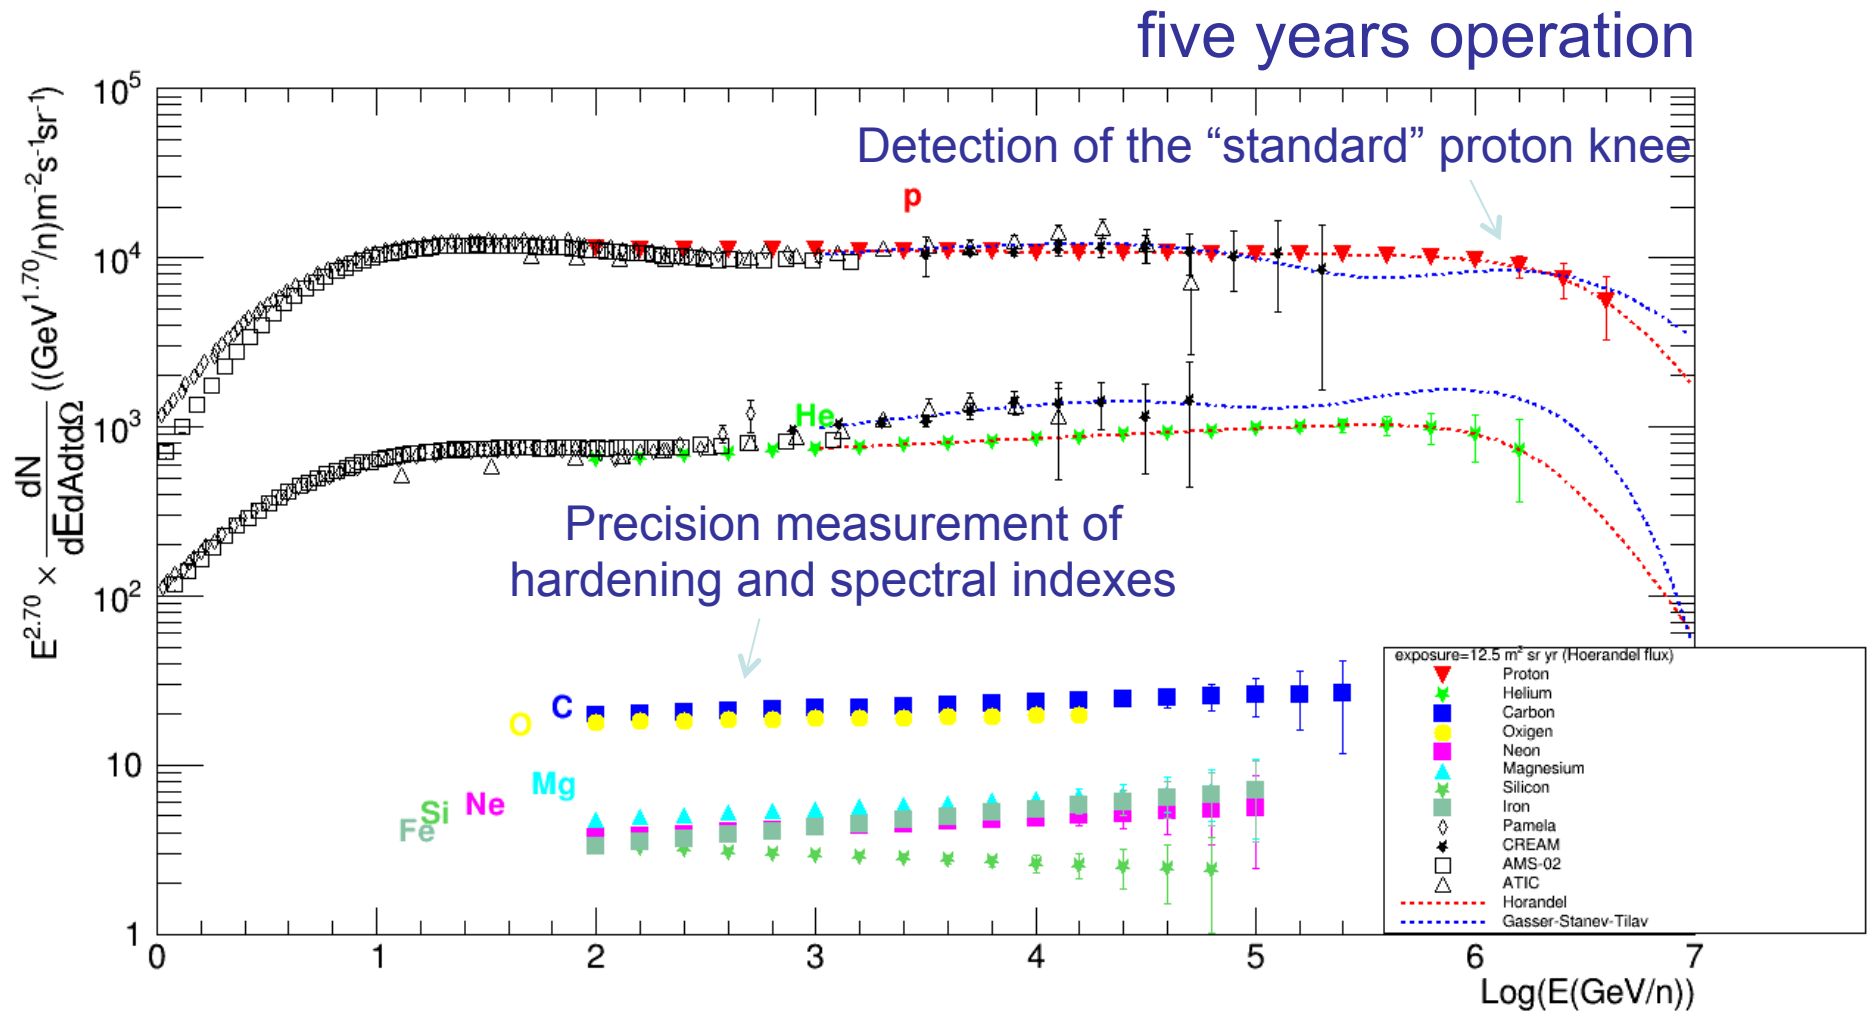 five years operation
Detection of the “standard” proton knee
E^2.70 × dN/dEdAdtdΩ ((GeV^1.70/n)m^-2s^-1sr^-1)
10^5
10^4
10^3
10^2
10
1
p
He
Precision measurement of
hardening and spectral indexes
C
O
Mg
Ne
Si
Fe
exposure=12.5 m² sr yr (Hoerandel flux)
Proton
Helium
Carbon
Oxigen
Neon
Magnesium
Silicon
Iron
Pamela
CREAM
AMS-02
ATIC
Horandel
Gasser-Stanev-Tilav
0 1 2 3 4 5 6 7
Log(E(GeV/n))